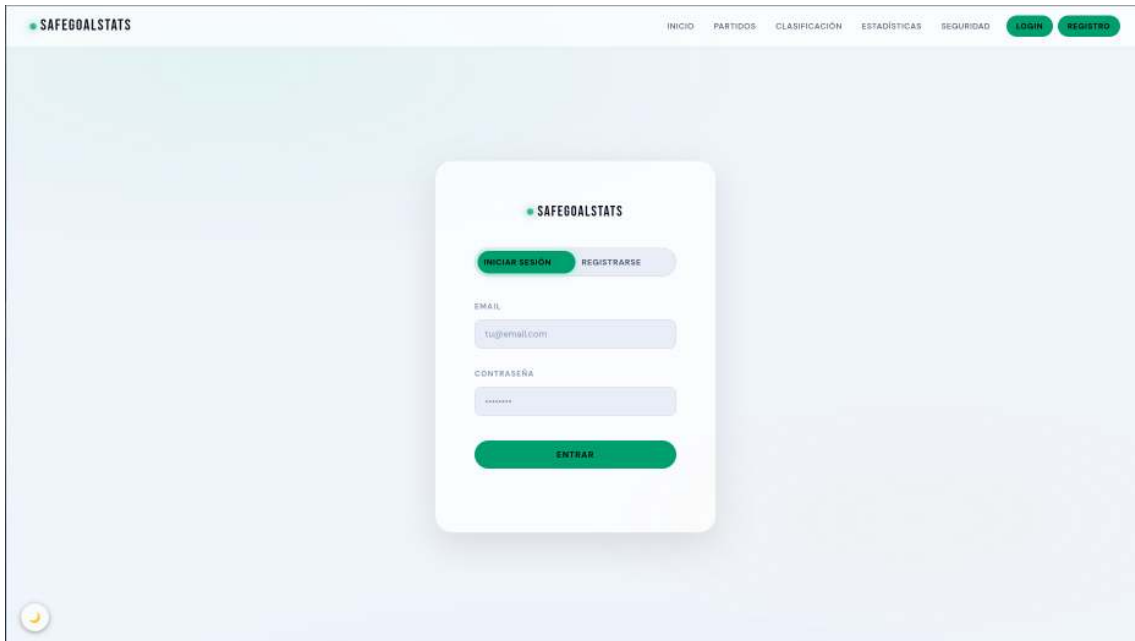 SAFEGOALSTATS
INICIO PARTIDOS CLASIFICACIÓN ESTADÍSTICAS SEGURIDAD LOGIN REGISTRO
SAFEGOALSTATS
INICIAR SESIÓN REGISTRARSE
EMAIL
tu@email.com
CONTRASEÑA
••••••••
ENTRAR